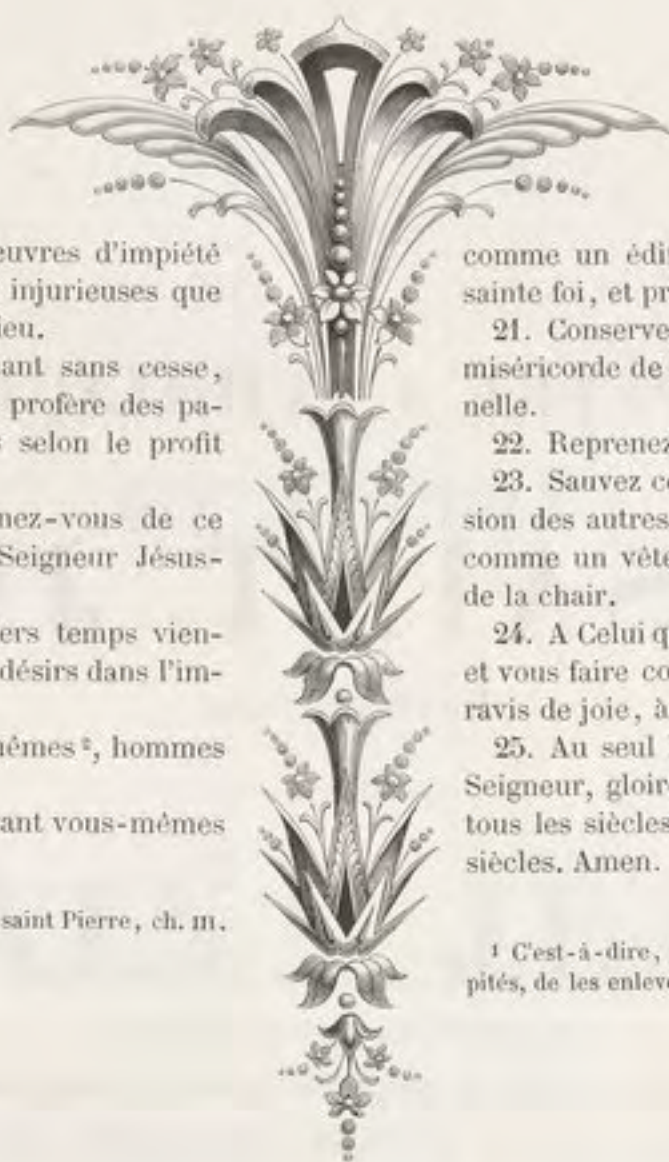 euvres d'impiété
injurieuses que
ieu.
ant sans cesse,
profère des pa-
selon le profit
nez-vous de ce
Seigneur Jésus-
ers temps vien-
désirs dans l'im-
mêmes ², hommes
ant vous-mêmes
saint Pierre, ch. III.
comme un édi
sainte foi, et pr
21. Conserve
miséricorde de
nelle.
22. Reprenez
23. Sauvez ce
sion des autres
comme un vête
de la chair.
24. A Celui q
et vous faire co
ravis de joie, à
25. Au seul
Seigneur, gloir
tous les siècles
siècles. Amen.
¹ C'est-à-dire,
pités, de les enlev